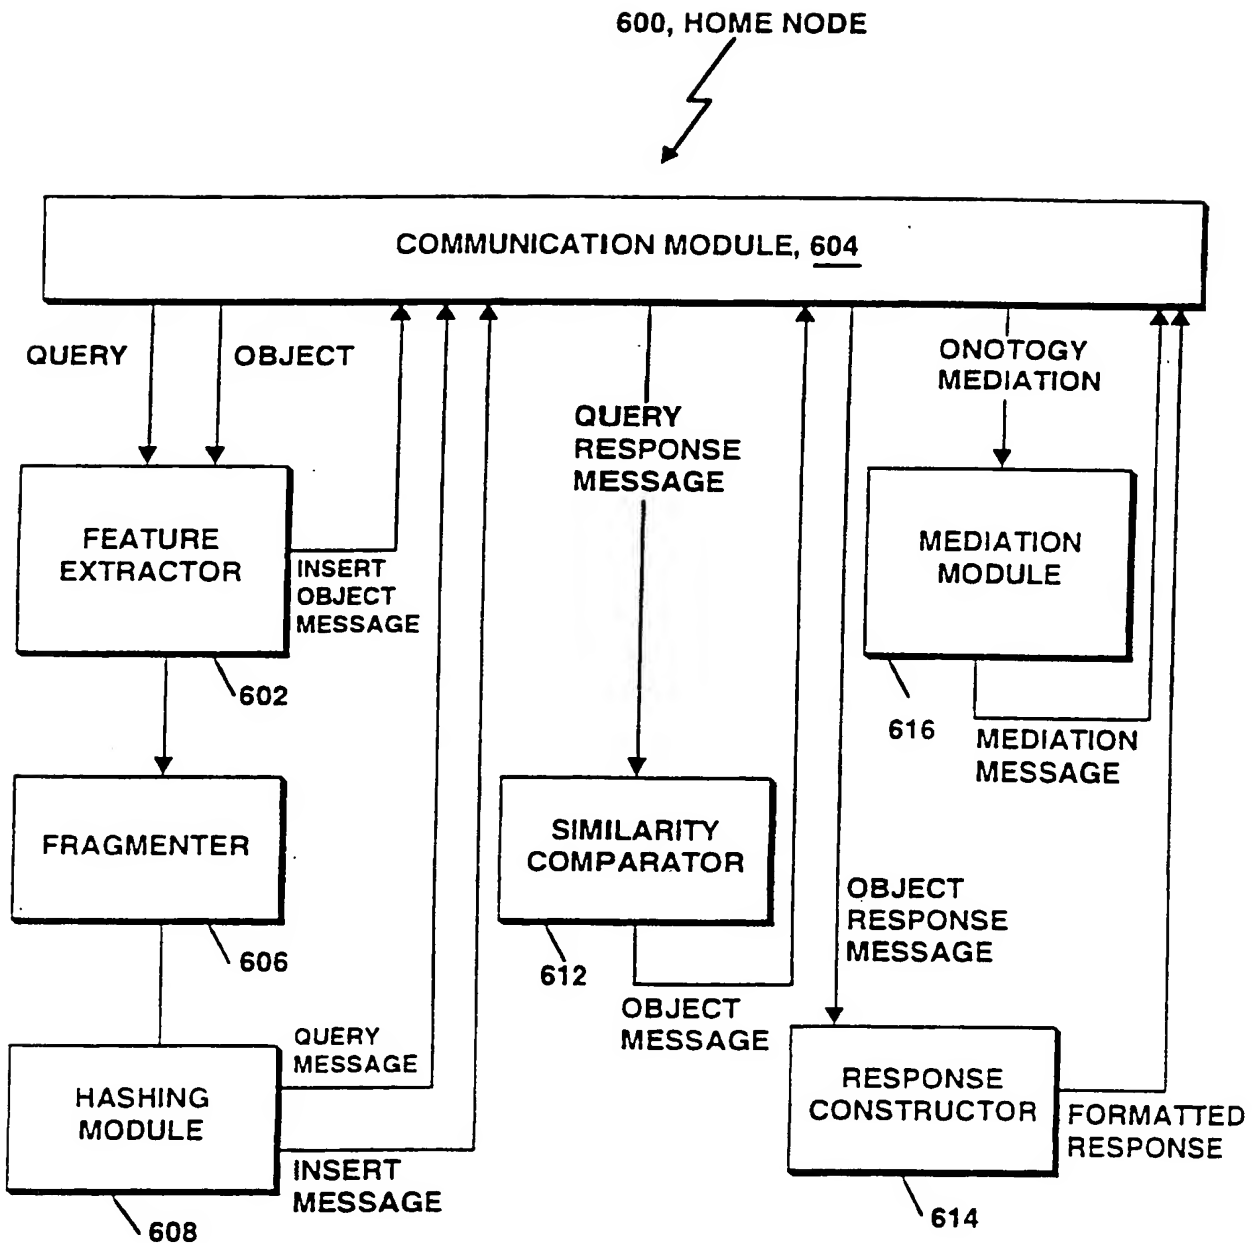 600, HOME NODE
COMMUNICATION MODULE, 604
QUERY
OBJECT
ONOTOGY
MEDIATION
QUERY
RESPONSE
MESSAGE
FEATURE
EXTRACTOR
INSERT
OBJECT
MESSAGE
602
MEDIATION
MODULE
616
MEDIATION
MESSAGE
FRAGMENTER
606
SIMILARITY
COMPARATOR
612
OBJECT
MESSAGE
OBJECT
RESPONSE
MESSAGE
QUERY
MESSAGE
HASHING
MODULE
INSERT
MESSAGE
608
RESPONSE
CONSTRUCTOR
FORMATTED
RESPONSE
614